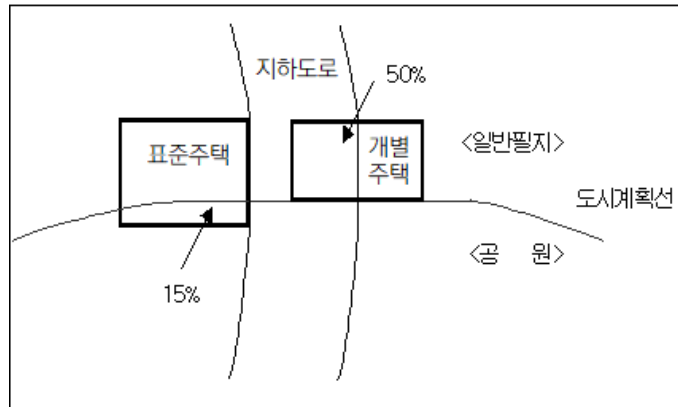 지하도로
50%
표준주택
개별
주택
<일반필지>
도시계획선
<공 원>
15%